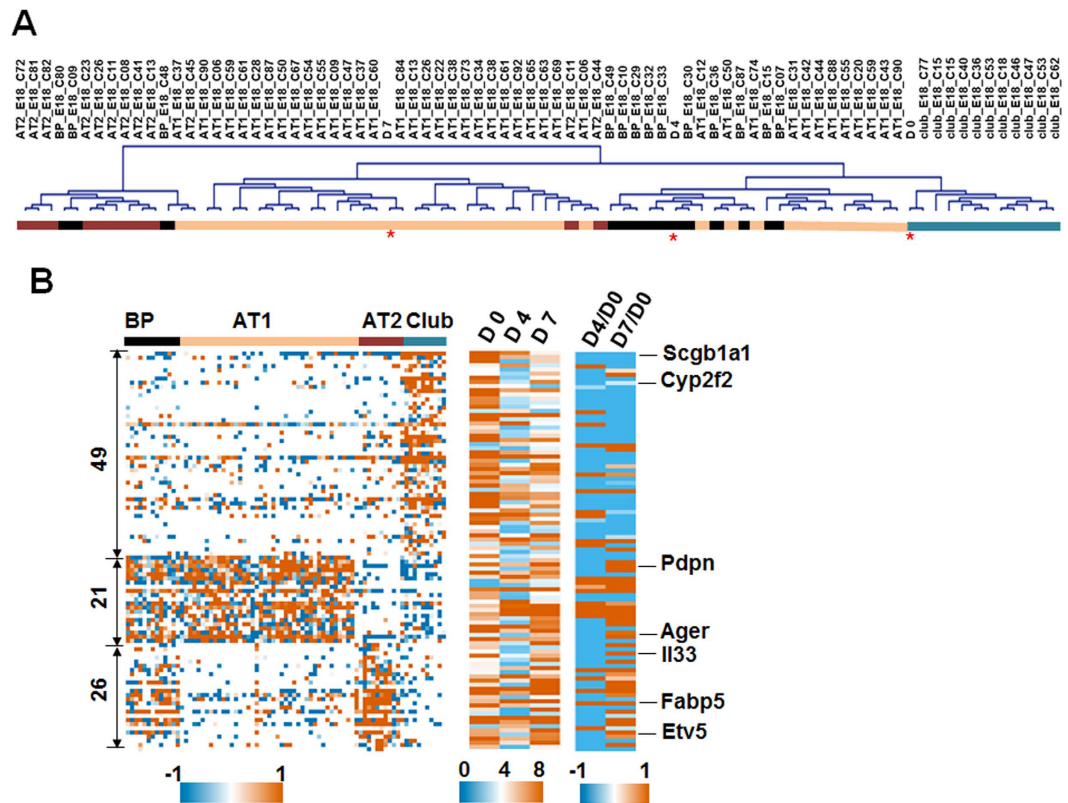 A
AT2_E18_C72
AT2_E18_C81
AT2_E18_C82
BP_E18_C80
BP_E18_C09
AT2_E18_C23
AT2_E18_C26
AT2_E18_C11
AT2_E18_C08
AT2_E18_C41
AT2_E18_C13
BP_E18_C48
AT1_E18_C37
AT2_E18_C45
AT1_E18_C90
AT1_E18_C06
AT1_E18_C59
AT1_E18_C61
AT1_E18_C28
AT1_E18_C87
AT1_E18_C50
AT1_E18_C67
AT1_E18_C54
AT1_E18_C55
AT1_E18_C09
AT1_E18_C47
AT1_E18_C37
AT1_E18_C60
D 7
AT1_E18_C84
AT1_E18_C13
AT1_E18_C26
AT1_E18_C22
AT1_E18_C38
AT1_E18_C73
AT1_E18_C34
AT1_E18_C38
AT1_E18_C61
AT1_E18_C92
AT1_E18_C65
AT1_E18_C63
AT1_E18_C69
AT2_E18_C11
AT1_E18_C06
AT2_E18_C44
BP_E18_C49
BP_E18_C10
BP_E18_C29
BP_E18_C32
BP_E18_C33
D 4
BP_E18_C30
AT1_E18_C12
BP_E18_C36
AT1_E18_C50
BP_E18_C87
AT1_E18_C74
BP_E18_C15
BP_E18_C07
AT1_E18_C31
AT1_E18_C42
AT1_E18_C44
AT1_E18_C88
AT1_E18_C55
AT1_E18_C20
AT1_E18_C59
AT1_E18_C43
AT1_E18_C90
D 0
club_E18_C77
club_E18_C15
club_E18_C15
club_E18_C40
club_E18_C36
club_E18_C53
club_E18_C18
club_E18_C46
club_E18_C47
club_E18_C53
club_E18_C62
* * *
B
BP AT1 AT2 Club
D 0 D 4 D 7
D4/D0 D7/D0
49
21
26
Scgb1a1
Cyp2f2
Pdpn
Ager
Il33
Fabp5
Etv5
-1 1
0 4 8
-1 1